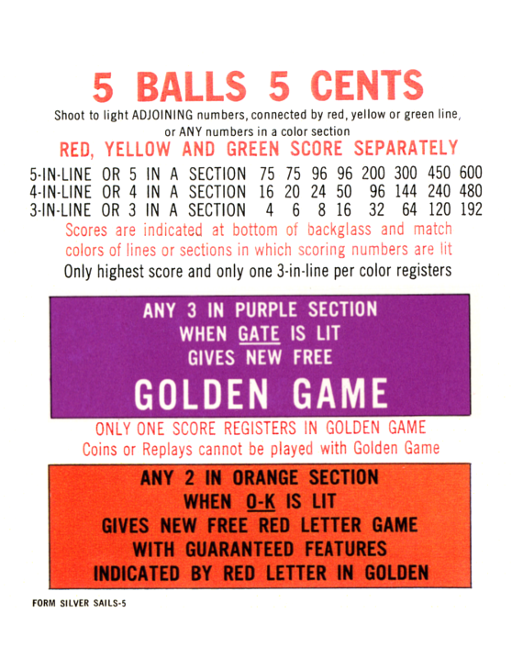 5 BALLS 5 CENTS
Shoot to light ADJOINING numbers, connected by red, yellow or green line,
or ANY numbers in a color section
RED, YELLOW AND GREEN SCORE SEPARATELY
5-IN-LINE OR 5 IN A SECTION 75 75 96 96 200 300 450 600
4-IN-LINE OR 4 IN A SECTION 16 20 24 50 96 144 240 480
3-IN-LINE OR 3 IN A SECTION 4 6 8 16 32 64 120 192
Scores are indicated at bottom of backglass and match
colors of lines or sections in which scoring numbers are lit
Only highest score and only one 3-in-line per color registers
ANY 3 IN PURPLE SECTION
WHEN GATE IS LIT
GIVES NEW FREE
GOLDEN GAME
ONLY ONE SCORE REGISTERS IN GOLDEN GAME
Coins or Replays cannot be played with Golden Game
ANY 2 IN ORANGE SECTION
WHEN O-K IS LIT
GIVES NEW FREE RED LETTER GAME
WITH GUARANTEED FEATURES
INDICATED BY RED LETTER IN GOLDEN
FORM SILVER SAILS-5